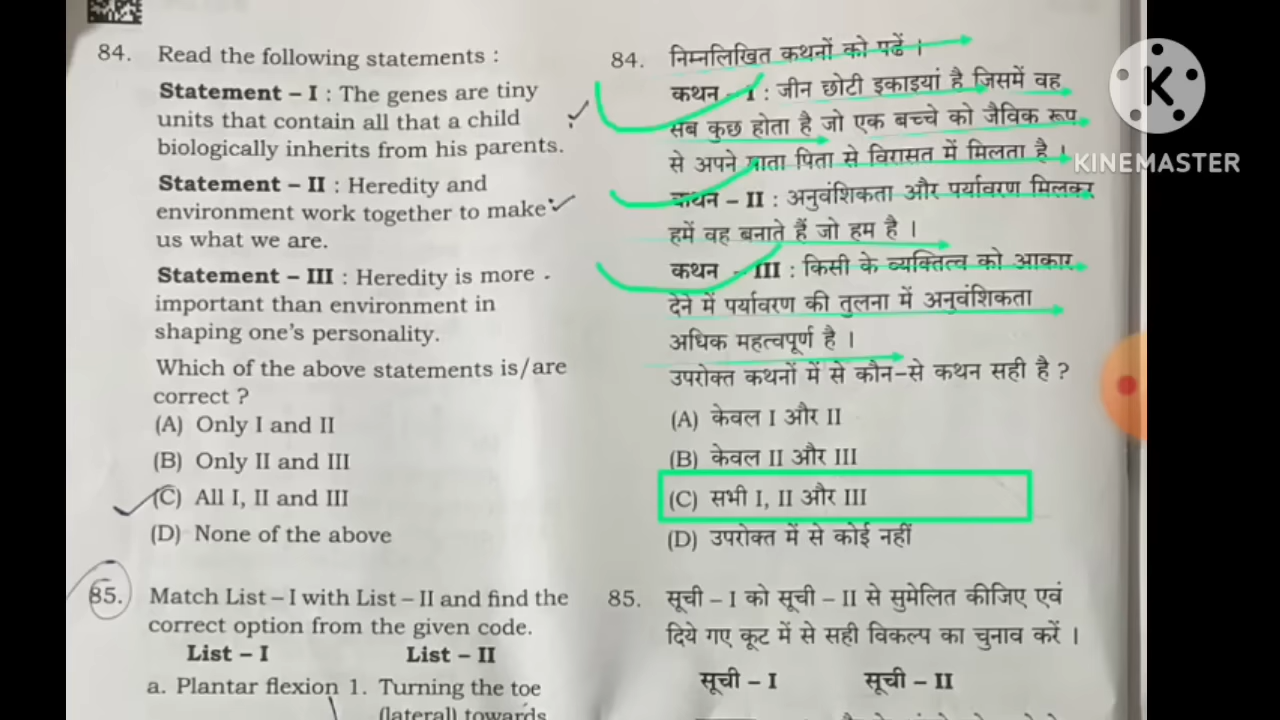 84. Read the following statements :
Statement – I : The genes are tiny
units that contain all that a child
biologically inherits from his parents.
Statement – II : Heredity and
environment work together to make
us what we are.
Statement – III : Heredity is more
important than environment in
shaping one's personality.
Which of the above statements is/are
correct ?
(A) Only I and II
(B) Only II and III
(C) All I, II and III
(D) None of the above
85. Match List – I with List – II and find the
correct option from the given code.
List – I List – II
a. Plantar flexion 1. Turning the toe
(lateral) towards
84. निम्नलिखित कथनों को पढें ।
कथन – I : जीन छोटी इकाइयां है जिसमें वह
सब कुछ होता है जो एक बच्चे को जैविक रूप
से अपने माता पिता से विरासत में मिलता है ।
कथन – II : अनुवंशिकता और पर्यावरण मिलकर
हमें वह बनाते हैं जो हम है ।
कथन – III : किसी के व्यक्तित्व को आकार
देने में पर्यावरण की तुलना में अनुवंशिकता
अधिक महत्वपूर्ण है ।
उपरोक्त कथनों में से कौन-से कथन सही है ?
(A) केवल I और II
(B) केवल II और III
(C) सभी I, II और III
(D) उपरोक्त में से कोई नहीं
85. सूची – I को सूची – II से सुमेलित कीजिए एवं
दिये गए कूट में से सही विकल्प का चुनाव करें ।
सूची – I सूची – II
K
KINEMASTER